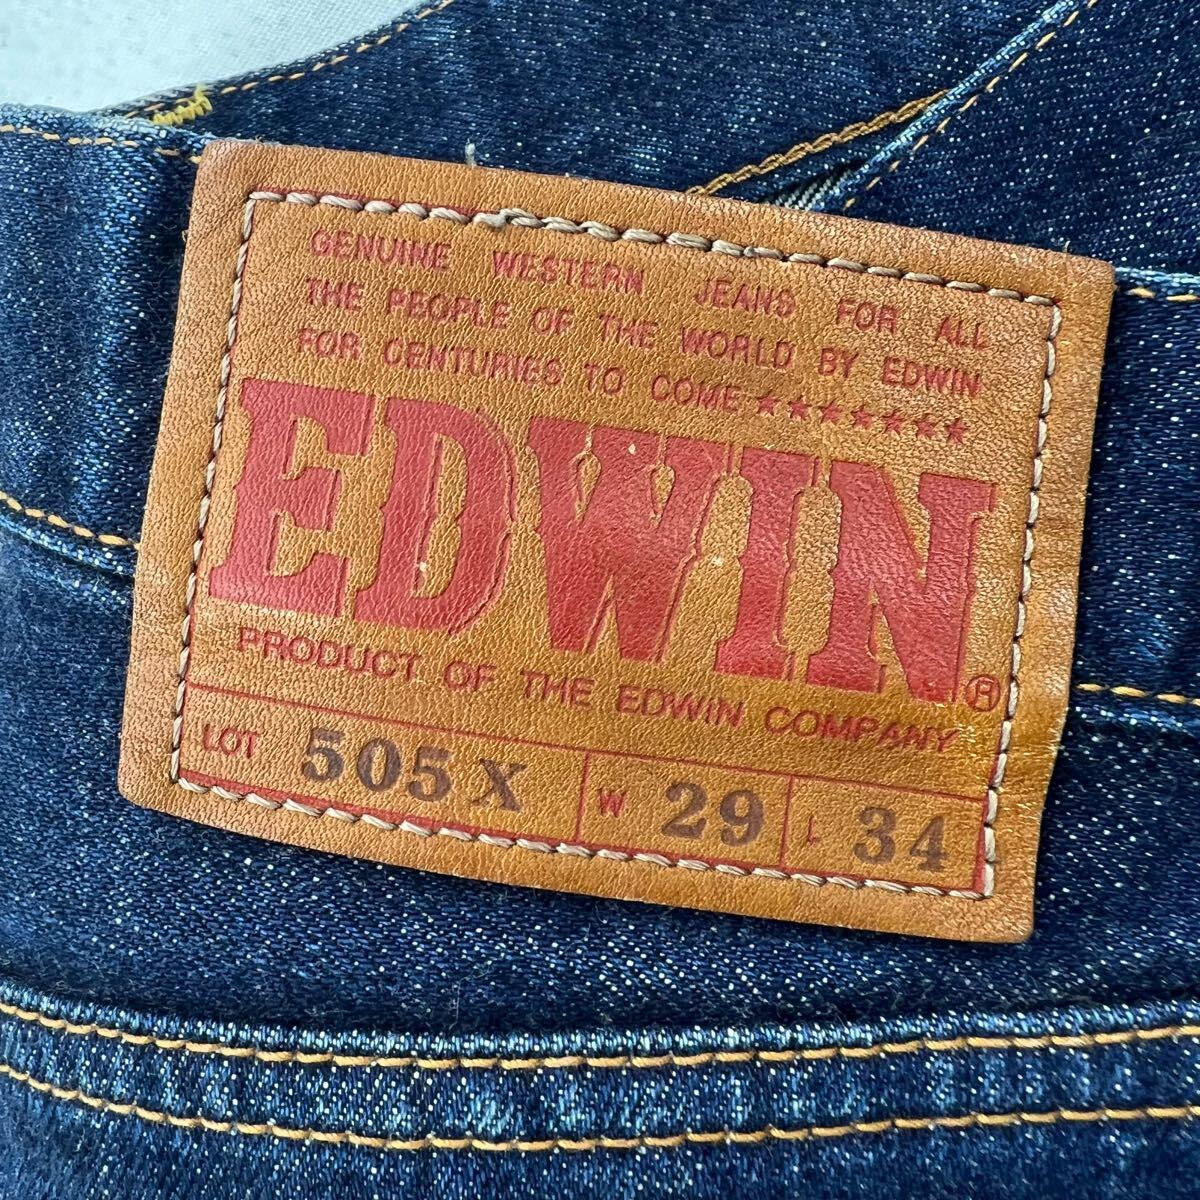 GENUINE WESTERN JEANS FOR ALL
THE PEOPLE OF THE WORLD BY EDWIN
FOR CENTURIES TO COME ★★★★★★★
EDWIN®
PRODUCT OF THE EDWIN COMPANY
LOT 505X W 29 L 34